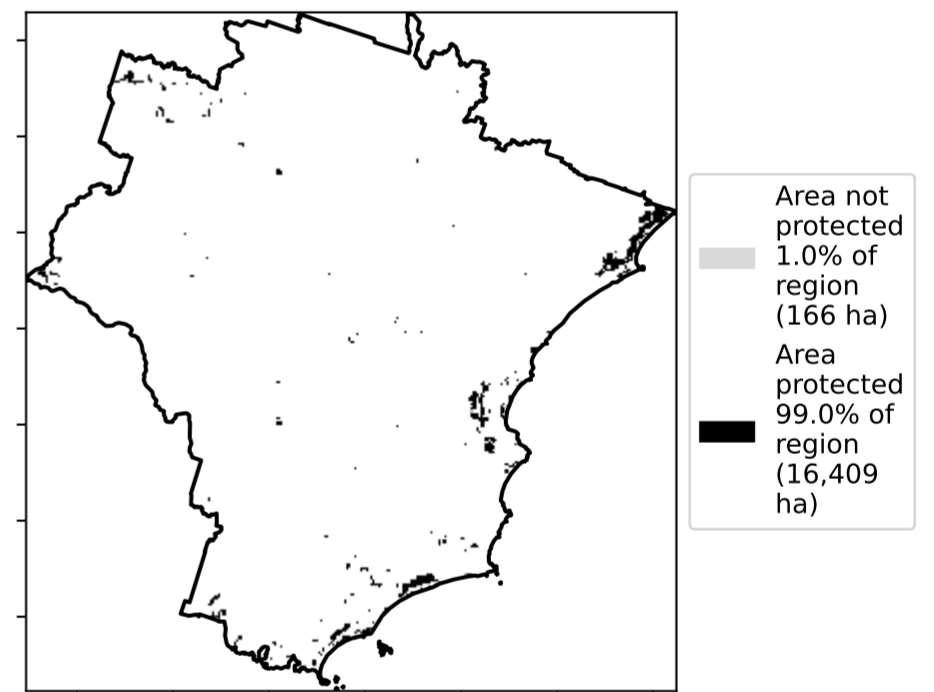 Area not
protected
1.0% of
region
(166 ha)
Area
protected
99.0% of
region
(16,409
ha)